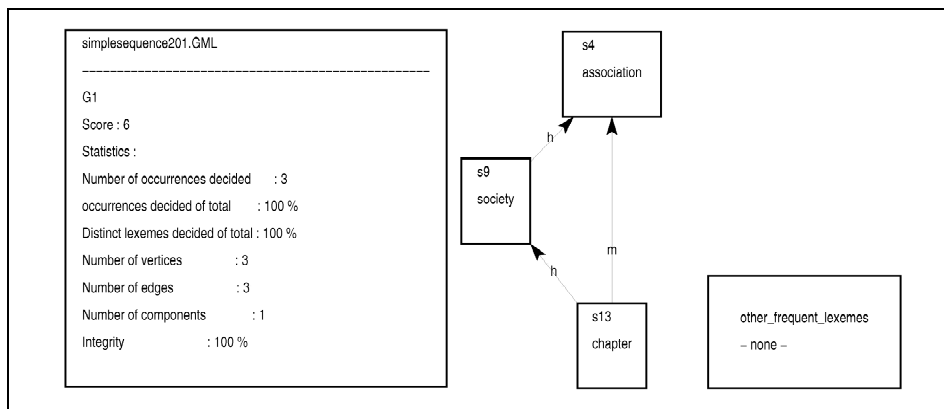 simplesequence201.GML
--------------------------------------------------
G1
Score : 6
Statistics :
Number of occurrences decided : 3
occurrences decided of total : 100 %
Distinct lexemes decided of total : 100 %
Number of vertices : 3
Number of edges : 3
Number of components : 1
Integrity : 100 %
s4
association
h
s9
society
m
h
s13
chapter
other_frequent_lexemes
– none –